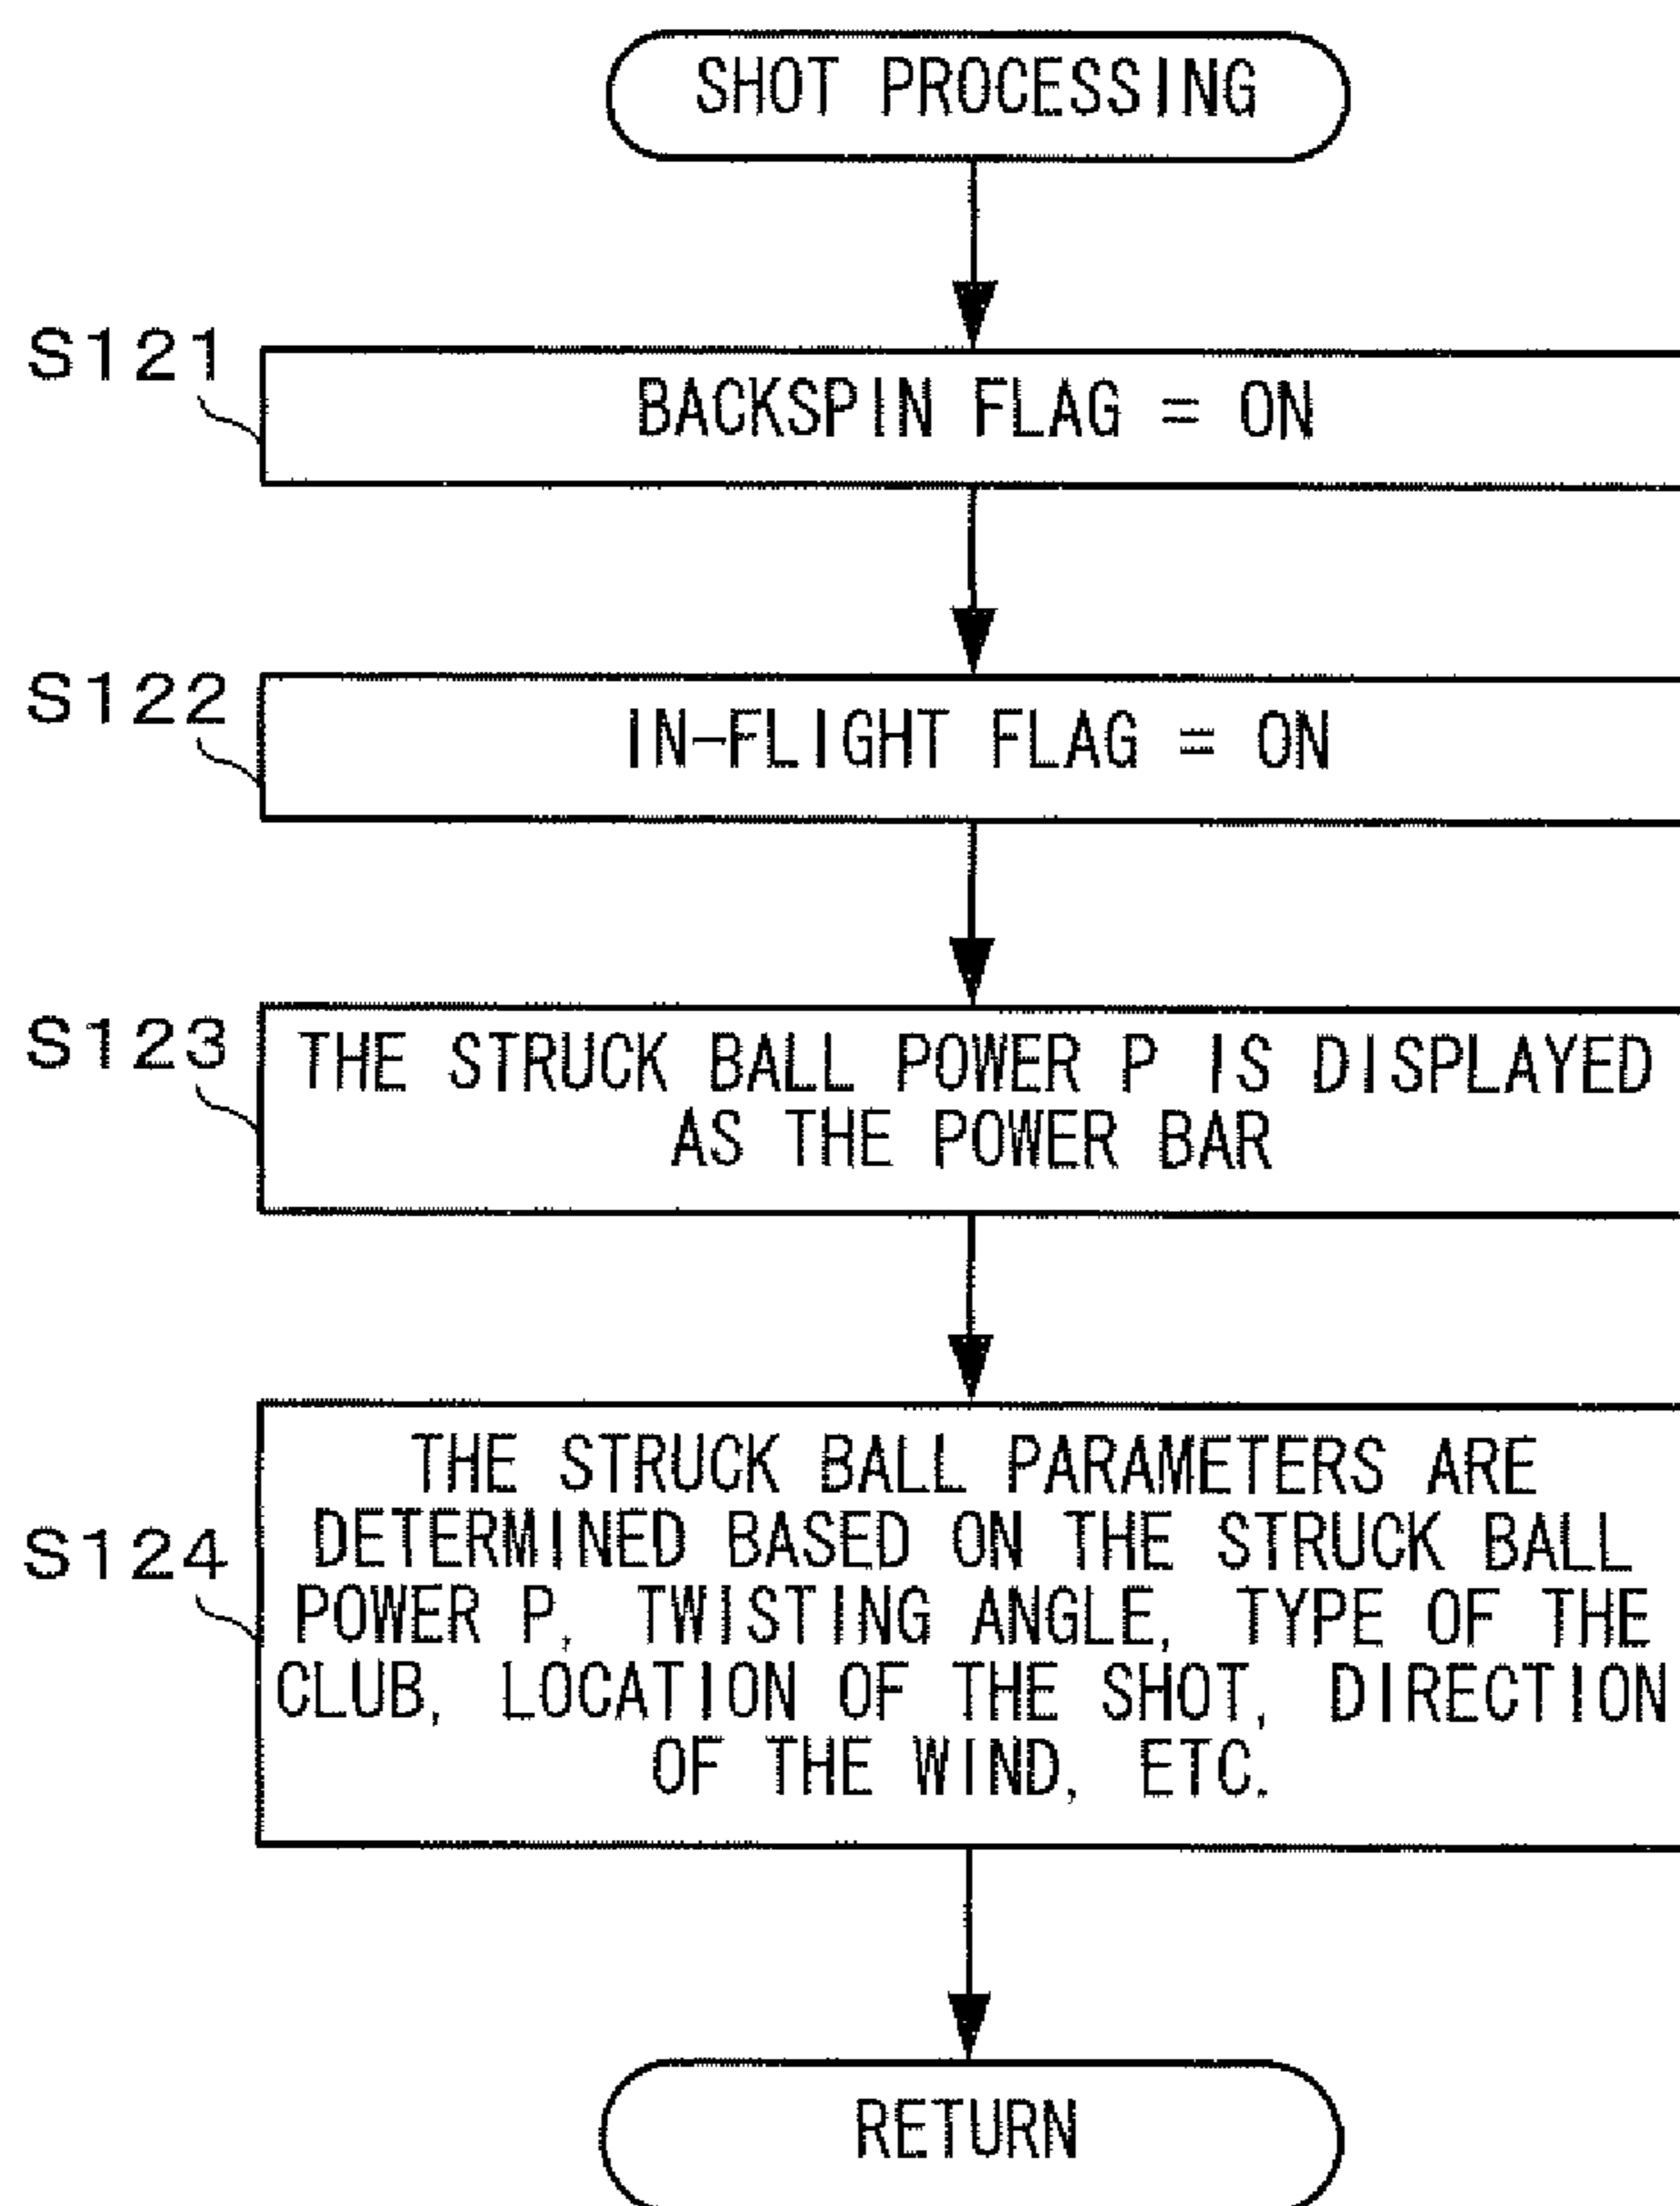 SHOT PROCESSING
S121
BACKSPIN FLAG = ON
S122
IN-FLIGHT FLAG = ON
S123
THE STRUCK BALL POWER P IS DISPLAYED
AS THE POWER BAR
S124
THE STRUCK BALL PARAMETERS ARE
DETERMINED BASED ON THE STRUCK BALL
POWER P, TWISTING ANGLE, TYPE OF THE
CLUB, LOCATION OF THE SHOT, DIRECTION
OF THE WIND, ETC.
RETURN